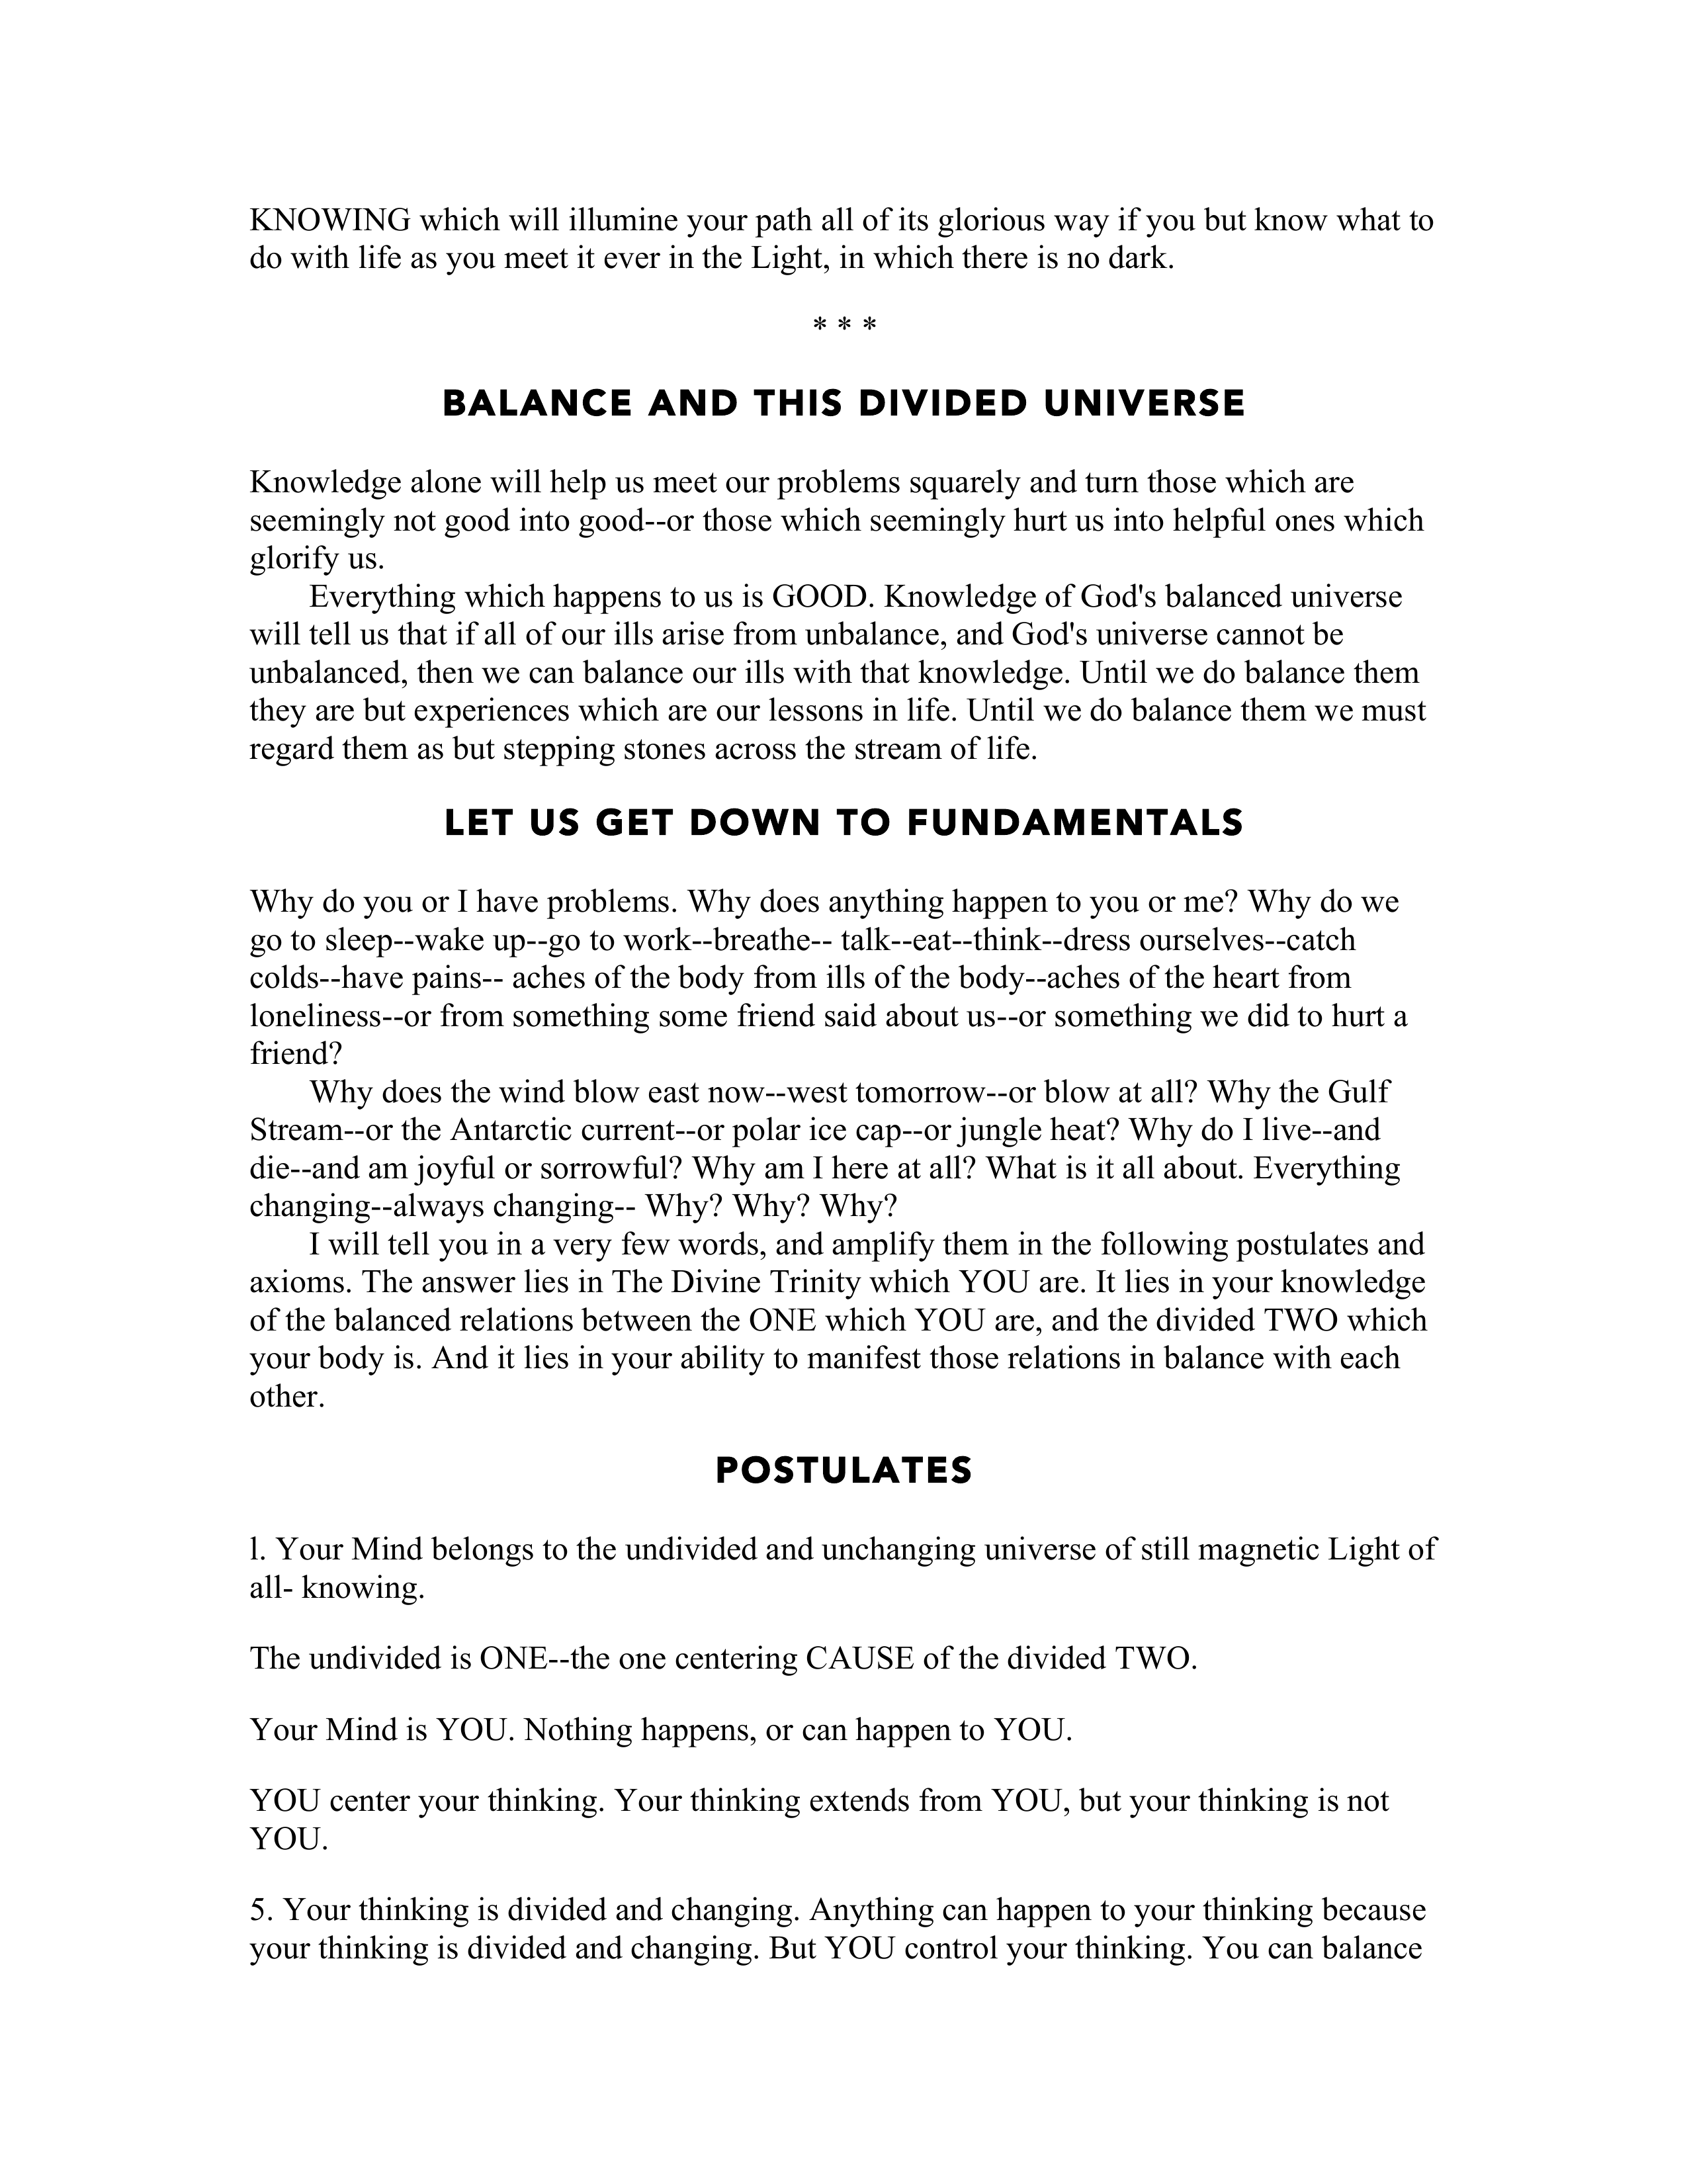 KNOWING which will illumine your path all of its glorious way if you but know what to
do with life as you meet it ever in the Light, in which there is no dark.
* * *
BALANCE AND THIS DIVIDED UNIVERSE
Knowledge alone will help us meet our problems squarely and turn those which are
seemingly not good into good--or those which seemingly hurt us into helpful ones which
glorify us.
Everything which happens to us is GOOD. Knowledge of God's balanced universe
will tell us that if all of our ills arise from unbalance, and God's universe cannot be
unbalanced, then we can balance our ills with that knowledge. Until we do balance them
they are but experiences which are our lessons in life. Until we do balance them we must
regard them as but stepping stones across the stream of life.
LET US GET DOWN TO FUNDAMENTALS
Why do you or I have problems. Why does anything happen to you or me? Why do we
go to sleep--wake up--go to work--breathe-- talk--eat--think--dress ourselves--catch
colds--have pains-- aches of the body from ills of the body--aches of the heart from
loneliness--or from something some friend said about us--or something we did to hurt a
friend?
Why does the wind blow east now--west tomorrow--or blow at all? Why the Gulf
Stream--or the Antarctic current--or polar ice cap--or jungle heat? Why do I live--and
die--and am joyful or sorrowful? Why am I here at all? What is it all about. Everything
changing--always changing-- Why? Why? Why?
I will tell you in a very few words, and amplify them in the following postulates and
axioms. The answer lies in The Divine Trinity which YOU are. It lies in your knowledge
of the balanced relations between the ONE which YOU are, and the divided TWO which
your body is. And it lies in your ability to manifest those relations in balance with each
other.
POSTULATES
l. Your Mind belongs to the undivided and unchanging universe of still magnetic Light of
all- knowing.
The undivided is ONE--the one centering CAUSE of the divided TWO.
Your Mind is YOU. Nothing happens, or can happen to YOU.
YOU center your thinking. Your thinking extends from YOU, but your thinking is not
YOU.
5. Your thinking is divided and changing. Anything can happen to your thinking because
your thinking is divided and changing. But YOU control your thinking. You can balance